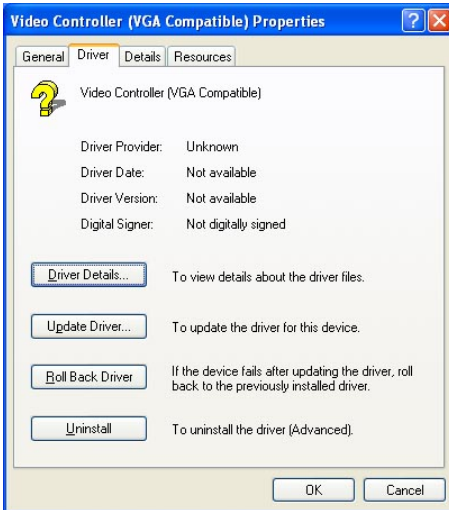 Video Controller (VGA Compatible) Properties
General Driver Details Resources
Video Controller (VGA Compatible)
Driver Provider: Unknown
Driver Date: Not available
Driver Version: Not available
Digital Signer: Not digitally signed
Driver Details... To view details about the driver files.
Update Driver... To update the driver for this device.
Roll Back Driver If the device fails after updating the driver, roll
back to the previously installed driver.
Uninstall To uninstall the driver (Advanced).
OK Cancel